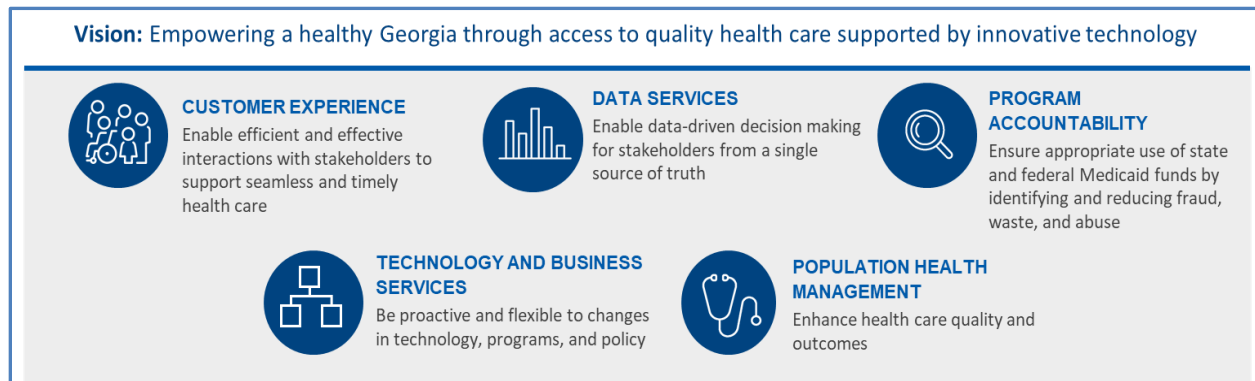 Vision: Empowering a healthy Georgia through access to quality health care supported by innovative technology
CUSTOMER EXPERIENCE
Enable efficient and effective
interactions with stakeholders to
support seamless and timely
health care
DATA SERVICES
Enable data-driven decision making
for stakeholders from a single
source of truth
PROGRAM
ACCOUNTABILITY
Ensure appropriate use of state
and federal Medicaid funds by
identifying and reducing fraud,
waste, and abuse
TECHNOLOGY AND BUSINESS
SERVICES
Be proactive and flexible to changes
in technology, programs, and policy
POPULATION HEALTH
MANAGEMENT
Enhance health care quality and
outcomes